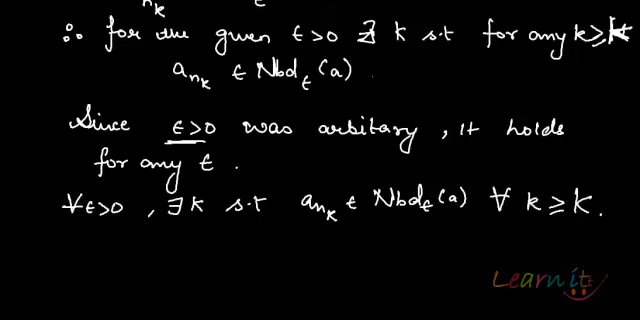 ∴ for the given ε>0 ∃ k s.t for any k≥K
a_{n_k} ∈ Nbd_ε(a)
Since ε>0 was arbitary, it holds
for any ε.
∀ε>0, ∃ K s.t a_{n_k} ∈ Nbd_ε(a) ∀ k ≥ K.
Learnit